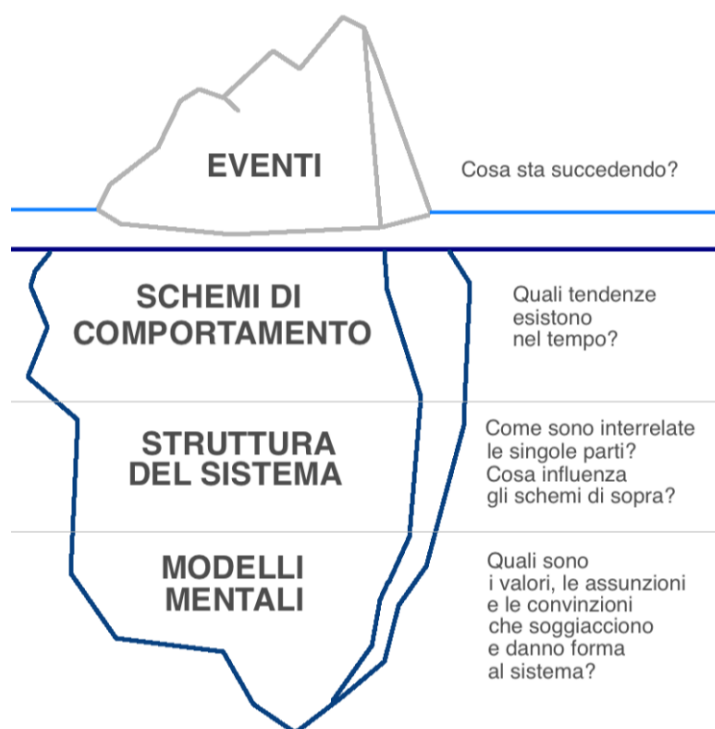 EVENTI
Cosa sta succedendo?
SCHEMI DI
COMPORTAMENTO
Quali tendenze
esistono
nel tempo?
STRUTTURA
DEL SISTEMA
Come sono interrelate
le singole parti?
Cosa influenza
gli schemi di sopra?
MODELLI
MENTALI
Quali sono
i valori, le assunzioni
e le convinzioni
che soggiacciono
e danno forma
al sistema?